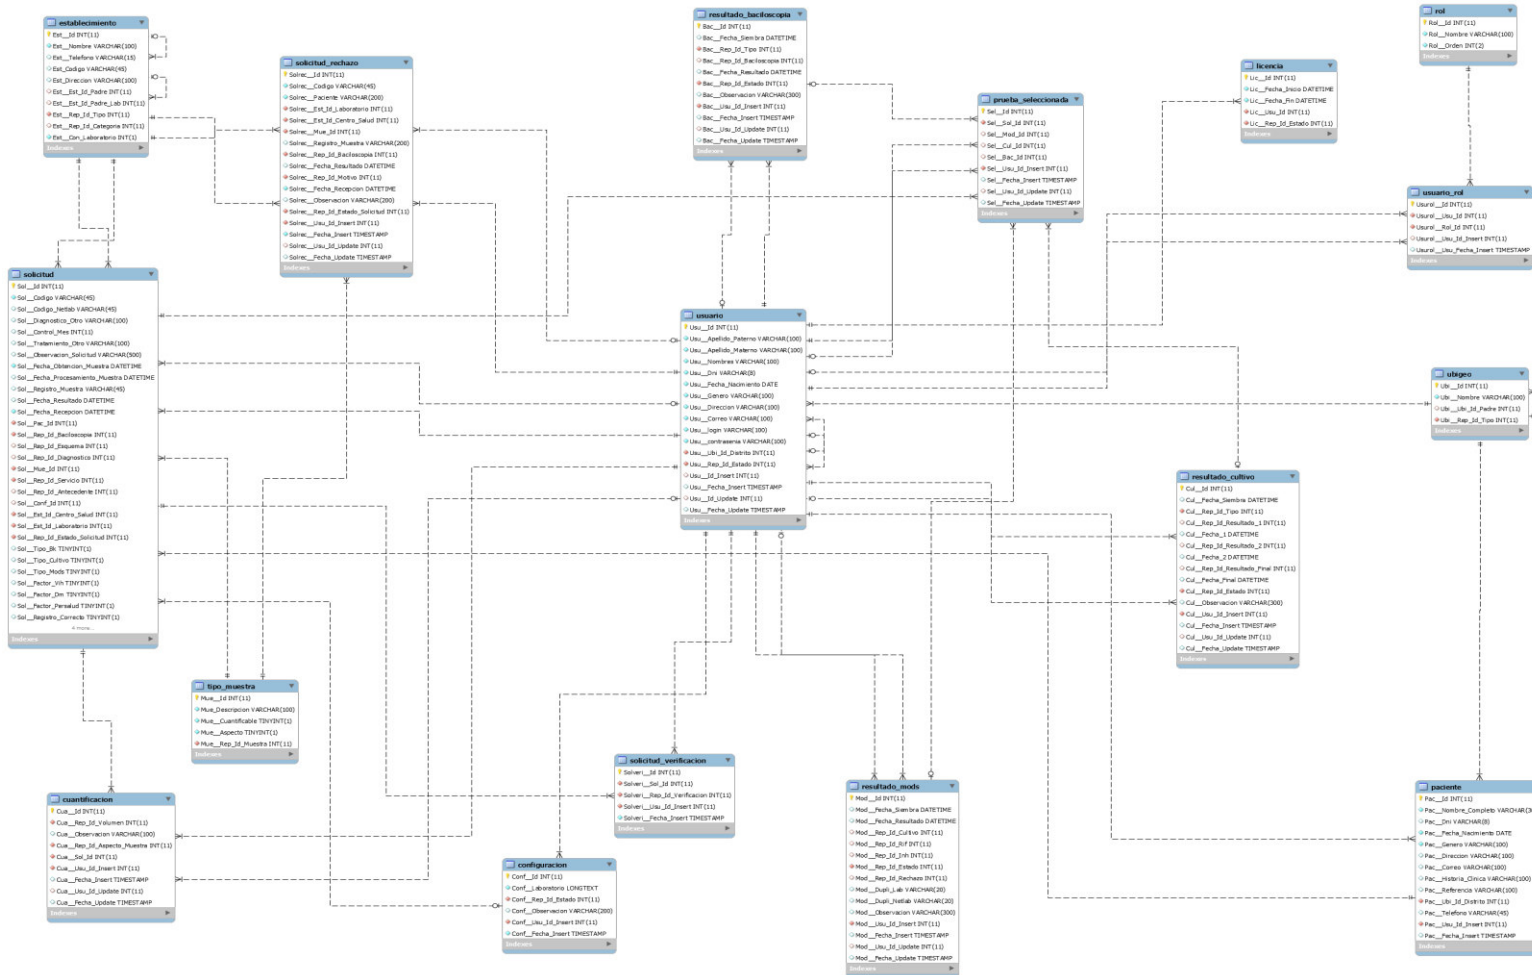 establecimiento
Est__Id INT(11)
Est__Nombre VARCHAR(100)
Est__Telefono VARCHAR(15)
Est_Codigo VARCHAR(45)
Est_Direccion VARCHAR(100)
Est__Est_Id_Padre INT(11)
Est__Est_Id_Padre_Lab INT(11)
Est__Rep_Id_Tipo INT(11)
Est__Rep_Id_Categoria INT(11)
Est__Con_Laboratorio INT(1)
Indexes
solicitud_rechazo
Solrec__Id INT(11)
Solrec__Codigo VARCHAR(45)
Solrec__Paciente VARCHAR(200)
Solrec__Est_Id_Laboratorio INT(11)
Solrec__Est_Id_Centro_Salud INT(11)
Solrec__Mue_Id INT(11)
Solrec__Registro_Muestra VARCHAR(200)
Solrec__Rep_Id_Baciloscopia INT(11)
Solrec__Fecha_Resultado DATETIME
Solrec__Rep_Id_Motivo INT(11)
Solrec__Fecha_Recepcion DATETIME
Solrec__Observacion VARCHAR(200)
Solrec__Rep_Id_Estado_Solicitud INT(11)
Solrec__Usu_Id_Insert INT(11)
Solrec__Fecha_Insert TIMESTAMP
Solrec__Usu_Id_Update INT(11)
Solrec__Fecha_Update TIMESTAMP
Indexes
resultado_baciloscopia
Bac__Id INT(11)
Bac__Fecha_Siembra DATETIME
Bac__Rep_Id_Tipo INT(11)
Bac__Rep_Id_Baciloscopia INT(11)
Bac__Fecha_Resultado DATETIME
Bac__Rep_Id_Estado INT(11)
Bac__Observacion VARCHAR(300)
Bac__Usu_Id_Insert INT(11)
Bac__Fecha_Insert TIMESTAMP
Bac__Usu_Id_Update INT(11)
Bac__Fecha_Update TIMESTAMP
Indexes
prueba_seleccionada
Sel__Id INT(11)
Sel__Sol_Id INT(11)
Sel__Mod_Id INT(11)
Sel__Cul_Id INT(11)
Sel__Bac_Id INT(11)
Sel__Usu_Id_Insert INT(11)
Sel__Fecha_Insert TIMESTAMP
Sel__Usu_Id_Update INT(11)
Sel__Fecha_Update TIMESTAMP
Indexes
licencia
Lic__Id INT(11)
Lic__Fecha_Inicio DATETIME
Lic__Fecha_Fin DATETIME
Lic__Usu_Id INT(11)
Lic__Rep_Id_Estado INT(11)
Indexes
rol
Rol__Id INT(11)
Rol__Nombre VARCHAR(100)
Rol__Orden INT(2)
Indexes
usuario_rol
Usurol__Id INT(11)
Usurol__Usu_Id INT(11)
Usurol__Rol_Id INT(11)
Usurol__Usu_Id_Insert INT(11)
Usurol__Usu_Fecha_Insert TIMESTAMP
Indexes
solicitud
Sol__Id INT(11)
Sol__Codigo VARCHAR(45)
Sol__Codigo_Netlab VARCHAR(45)
Sol__Diagnostico_Otro VARCHAR(100)
Sol__Control_Mes INT(11)
Sol__Tratamiento_Otro VARCHAR(100)
Sol__Observacion_Solicitud VARCHAR(500)
Sol__Fecha_Obtencion_Muestra DATETIME
Sol__Fecha_Procesamiento_Muestra DATETIME
Sol__Registro_Muestra VARCHAR(45)
Sol__Fecha_Resultado DATETIME
Sol__Fecha_Recepcion DATETIME
Sol__Pac_Id INT(11)
Sol__Rep_Id_Baciloscopia INT(11)
Sol__Rep_Id_Esquema INT(11)
Sol__Rep_Id_Diagnostico INT(11)
Sol__Mue_Id INT(11)
Sol__Rep_Id_Servicio INT(11)
Sol__Rep_Id_Antecedente INT(11)
Sol__Conf_Id INT(11)
Sol__Est_Id_Centro_Salud INT(11)
Sol__Est_Id_Laboratorio INT(11)
Sol__Rep_Id_Estado_Solicitud INT(11)
Sol__Tipo_Bk TINYINT(1)
Sol__Tipo_Cultivo TINYINT(1)
Sol__Tipo_Mods TINYINT(1)
Sol__Factor_Vih TINYINT(1)
Sol__Factor_Dm TINYINT(1)
Sol__Factor_Persalud TINYINT(1)
Sol__Registro_Correcto TINYINT(1)
4 more...
Indexes
usuario
Usu__Id INT(11)
Usu__Apellido_Paterno VARCHAR(100)
Usu__Apellido_Materno VARCHAR(100)
Usu__Nombres VARCHAR(100)
Usu__Dni VARCHAR(8)
Usu__Fecha_Nacimiento DATE
Usu__Genero VARCHAR(100)
Usu__Direccion VARCHAR(100)
Usu__Correo VARCHAR(100)
Usu__login VARCHAR(100)
Usu__contrasenia VARCHAR(100)
Usu__Ubi_Id_Distrito INT(11)
Usu__Rep_Id_Estado INT(11)
Usu__Id_Insert INT(11)
Usu__Fecha_Insert TIMESTAMP
Usu__Id_Update INT(11)
Usu__Fecha_Update TIMESTAMP
Indexes
ubigeo
Ubi__Id INT(11)
Ubi__Nombre VARCHAR(100)
Ubi__Ubi_Id_Padre INT(11)
Ubi__Rep_Id_Tipo INT(11)
Indexes
resultado_cultivo
Cul__Id INT(11)
Cul__Fecha_Siembra DATETIME
Cul__Rep_Id_Tipo INT(11)
Cul__Rep_Id_Resultado_1 INT(11)
Cul__Fecha_1 DATETIME
Cul__Rep_Id_Resultado_2 INT(11)
Cul__Fecha_2 DATETIME
Cul__Rep_Id_Resultado_Final INT(11)
Cul__Fecha_Final DATETIME
Cul__Rep_Id_Estado INT(11)
Cul__Observacion VARCHAR(300)
Cul__Usu_Id_Insert INT(11)
Cul__Fecha_Insert TIMESTAMP
Cul__Usu_Id_Update INT(11)
Cul__Fecha_Update TIMESTAMP
Indexes
tipo_muestra
Mue__Id INT(11)
Mue_Descripcion VARCHAR(100)
Mue__Cuantificable TINYINT(1)
Mue__Aspecto TINYINT(1)
Mue__Rep_Id_Muestra INT(11)
Indexes
cuantificacion
Cua__Id INT(11)
Cua__Rep_Id_Volumen INT(11)
Cua__Observacion VARCHAR(100)
Cua__Rep_Id_Aspecto_Muestra INT(11)
Cua__Sol_Id INT(11)
Cua__Usu_Id_Insert INT(11)
Cua__Fecha_Insert TIMESTAMP
Cua__Usu_Id_Update INT(11)
Cua__Fecha_Update TIMESTAMP
Indexes
solicitud_verificacion
Solveri__Id INT(11)
Solveri__Sol_Id INT(11)
Solveri__Rep_Id_Verificacion INT(11)
Solveri__Usu_Id_Insert INT(11)
Solveri__Fecha_Insert TIMESTAMP
Indexes
configuracion
Conf__Id INT(11)
Conf__Laboratorio LONGTEXT
Conf__Rep_Id_Estado INT(11)
Conf__Observacion VARCHAR(200)
Conf__Usu_Id_Insert INT(11)
Conf__Fecha_Insert TIMESTAMP
Indexes
resultado_mods
Mod__Id INT(11)
Mod__Fecha_Siembra DATETIME
Mod__Fecha_Resultado DATETIME
Mod__Rep_Id_Cultivo INT(11)
Mod__Rep_Id_Rif INT(11)
Mod__Rep_Id_Inh INT(11)
Mod__Rep_Id_Estado INT(11)
Mod__Rep_Id_Rechazo INT(11)
Mod__Dupli_Lab VARCHAR(20)
Mod__Dupli_Netlab VARCHAR(20)
Mod__Observacion VARCHAR(300)
Mod__Usu_Id_Insert INT(11)
Mod__Fecha_Insert TIMESTAMP
Mod__Usu_Id_Update INT(11)
Mod__Fecha_Update TIMESTAMP
Indexes
paciente
Pac__Id INT(11)
Pac__Nombre_Completo
Pac__Dni VARCHAR(8)
Pac__Fecha_Nacimiento DATE
Pac__Genero VARCHAR(100)
Pac__Direccion VARCHAR(100)
Pac__Correo VARCHAR(100)
Pac__Historia_Clinica VARCHAR(100)
Pac__Referencia VARCHAR(100)
Pac__Ubi_Id_Distrito INT(11)
Pac__Telefono VARCHAR(45)
Pac__Usu_Id_Insert INT(11)
Pac__Fecha_Insert TIMESTAMP
Indexes